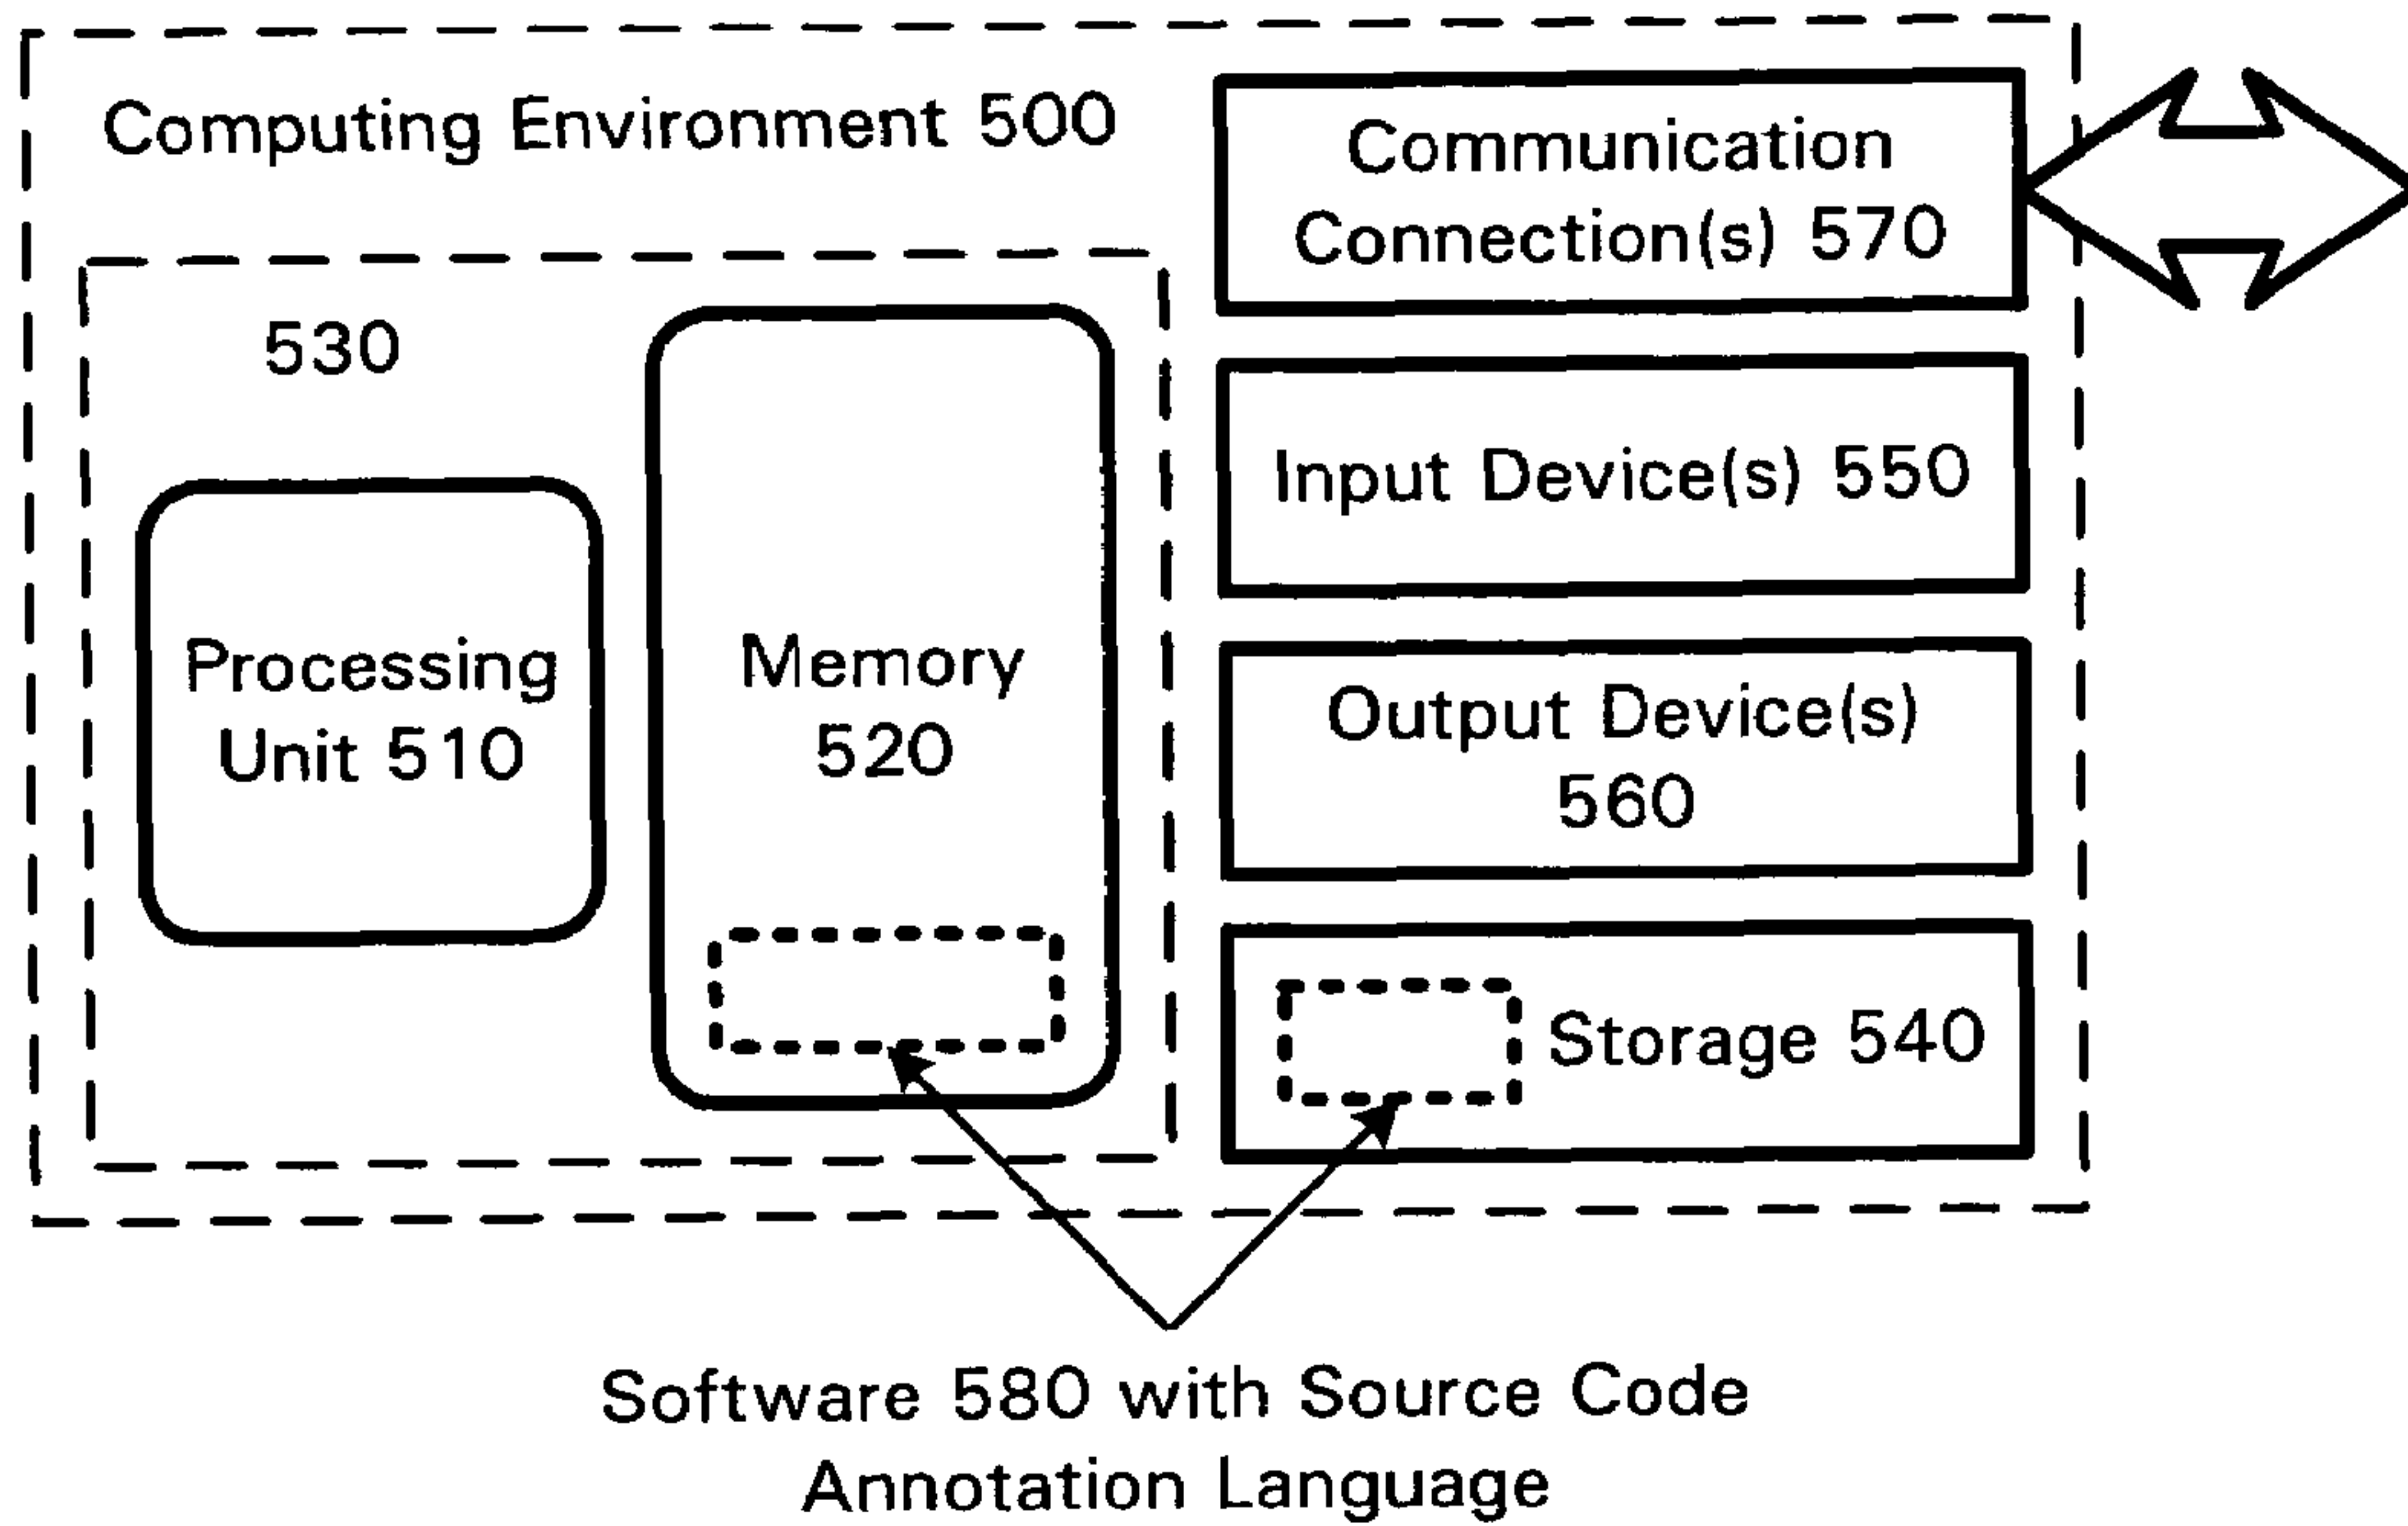 Computing Environment 500
Communication
Connection(s) 570
530
Input Device(s) 550
Processing
Unit 510
Memory
520
Output Device(s)
560
Storage 540
Software 580 with Source Code
Annotation Language